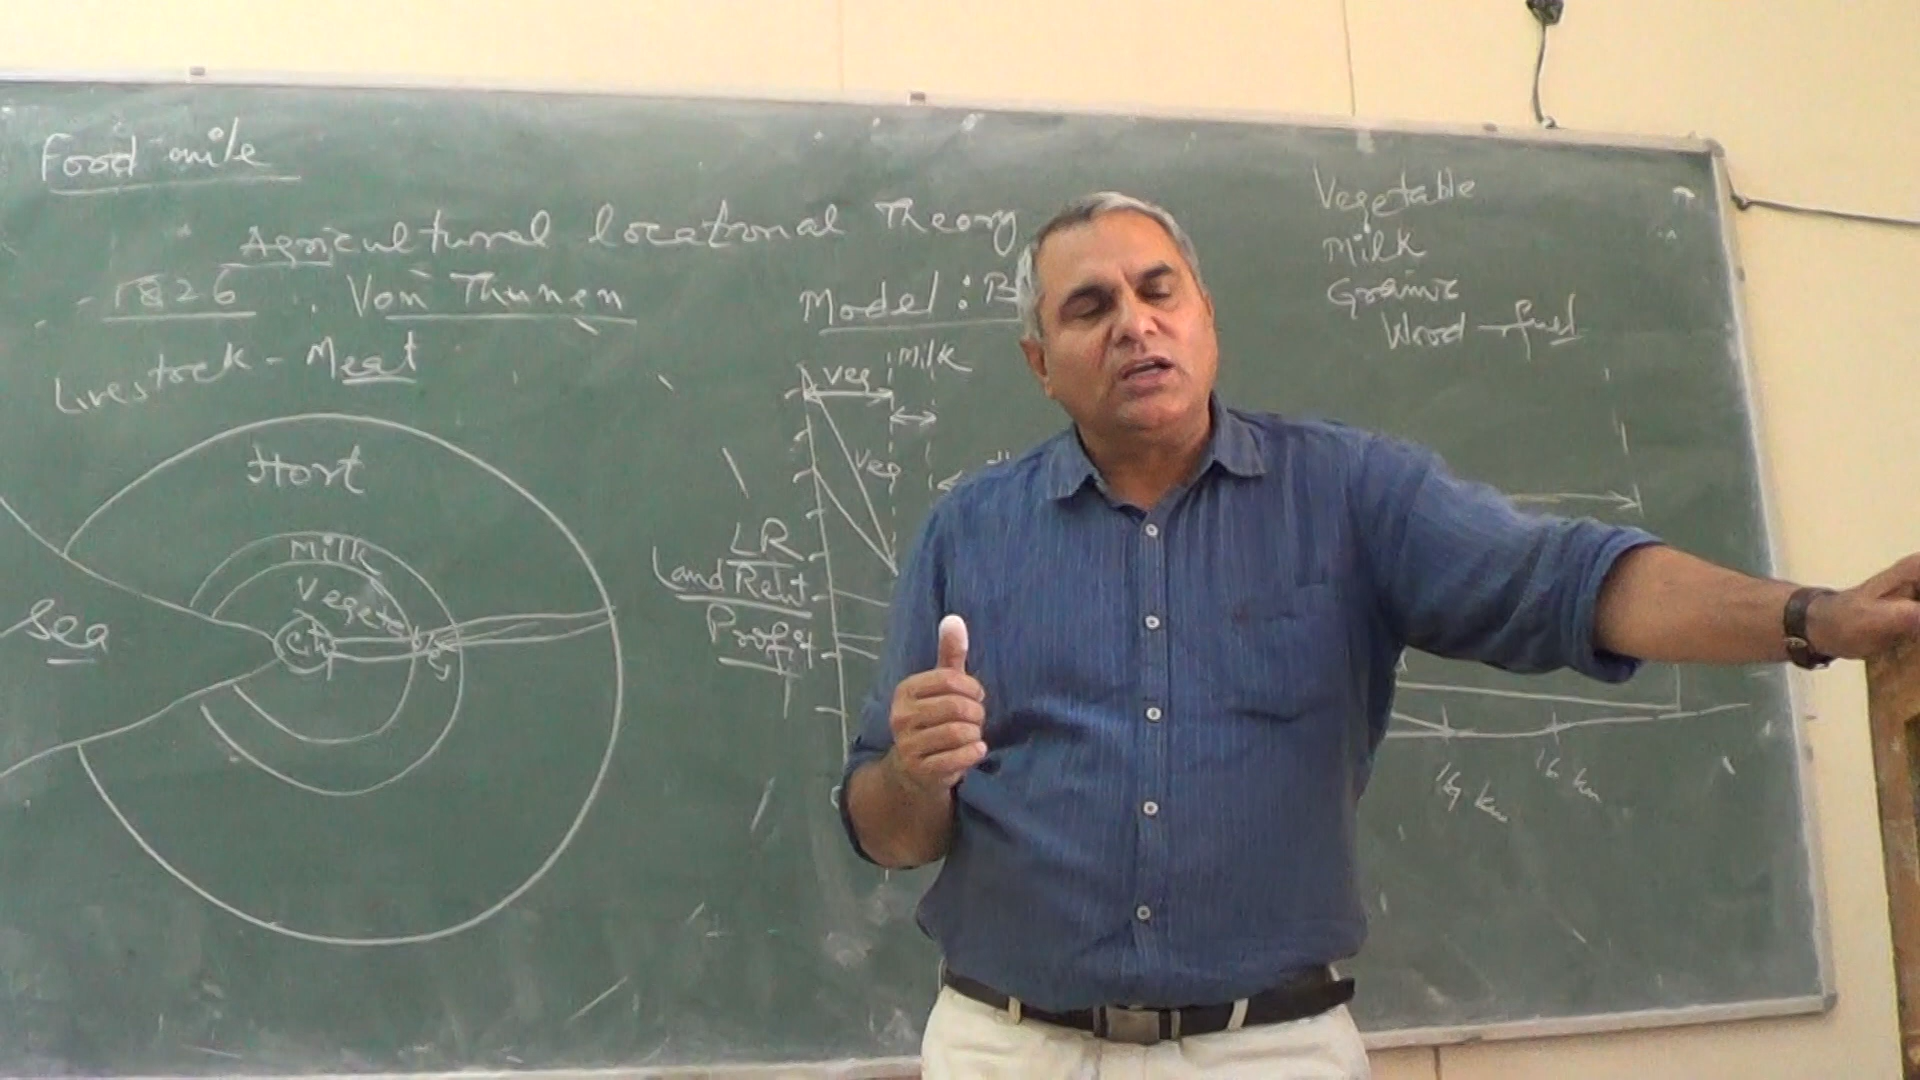 Food mile
Agricultural locational Theory
1826, Von Thunen
Model: B
Livestock - Meat
Vegetable
Milk
Grains
Wood - fuel
Hort
Milk
Sea
City
veg
Milk
veg
LR
Land Rent
Profit
16 km